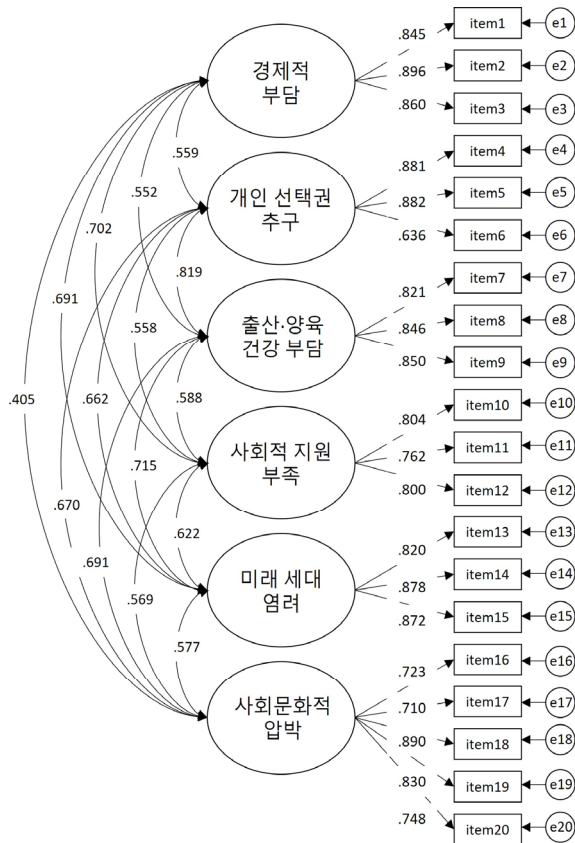 경제적
부담
개인 선택권
추구
출산·양육
건강 부담
사회적 지원
부족
미래 세대
염려
사회문화적
압박
.559
.552
.702
.819
.691
.558
.405
.588
.662
.715
.670
.622
.691
.569
.577
.845
.896
.860
.881
.882
.636
.821
.846
.850
.804
.762
.800
.820
.878
.872
.723
.710
.890
.830
.748
item1
e1
item2
e2
item3
e3
item4
e4
item5
e5
item6
e6
item7
e7
item8
e8
item9
e9
item10
e10
item11
e11
item12
e12
item13
e13
item14
e14
item15
e15
item16
e16
item17
e17
item18
e18
item19
e19
item20
e20